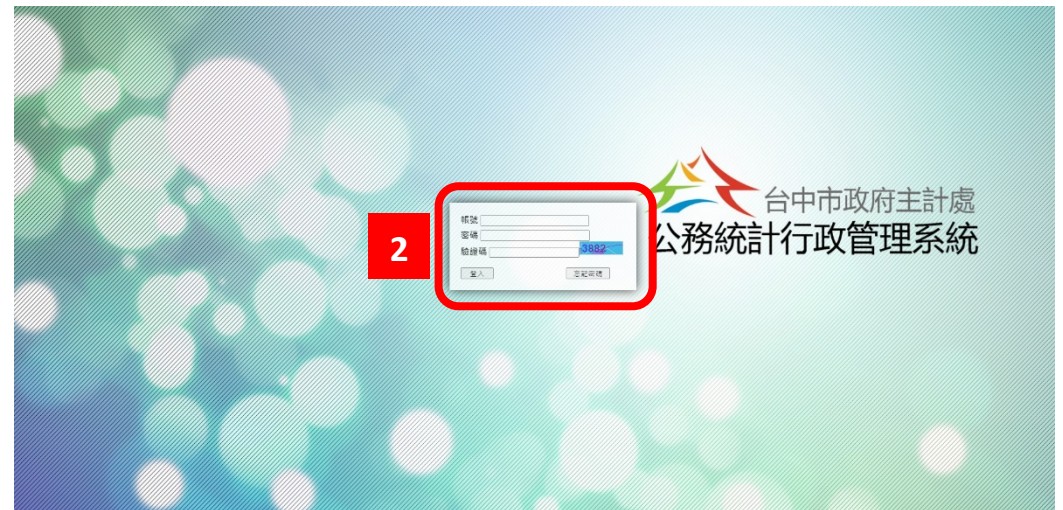 台中市政府主計處
公務統計行政管理系統
2
帳號
密碼
驗證碼 3882
登入 忘記密碼